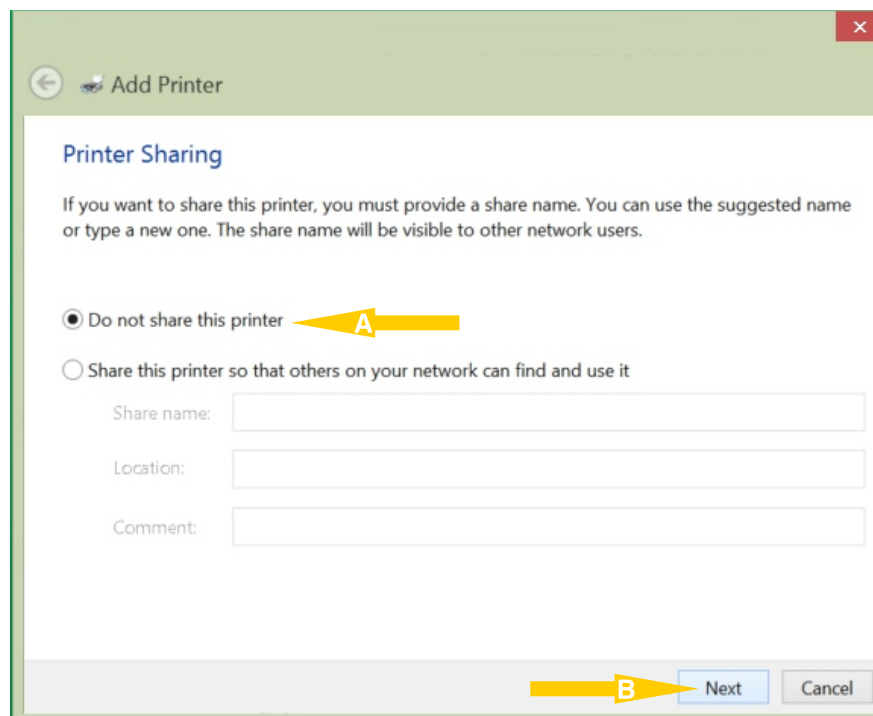 Add Printer
Printer Sharing
If you want to share this printer, you must provide a share name. You can use the suggested name
or type a new one. The share name will be visible to other network users.
Do not share this printer
A
Share this printer so that others on your network can find and use it
Share name:
Location:
Comment:
B
Next
Cancel